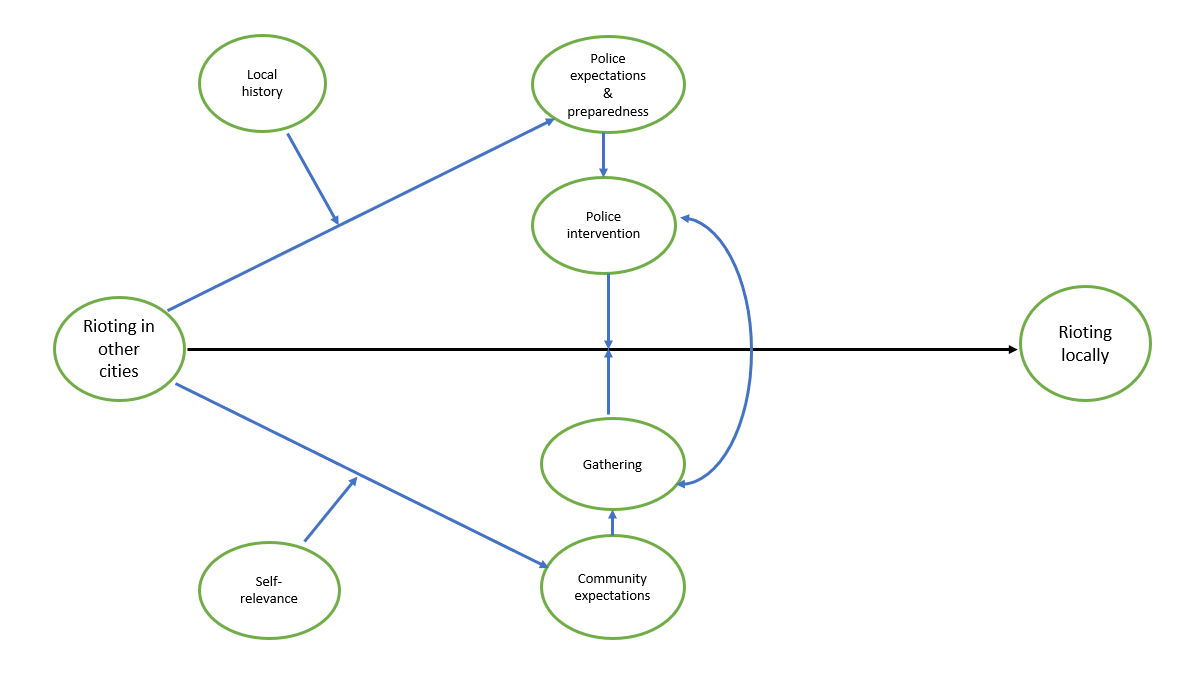 Local
history
Police
expectations
&
preparedness
Police
intervention
Rioting in
other
cities
Rioting
locally
Gathering
Self-
relevance
Community
expectations